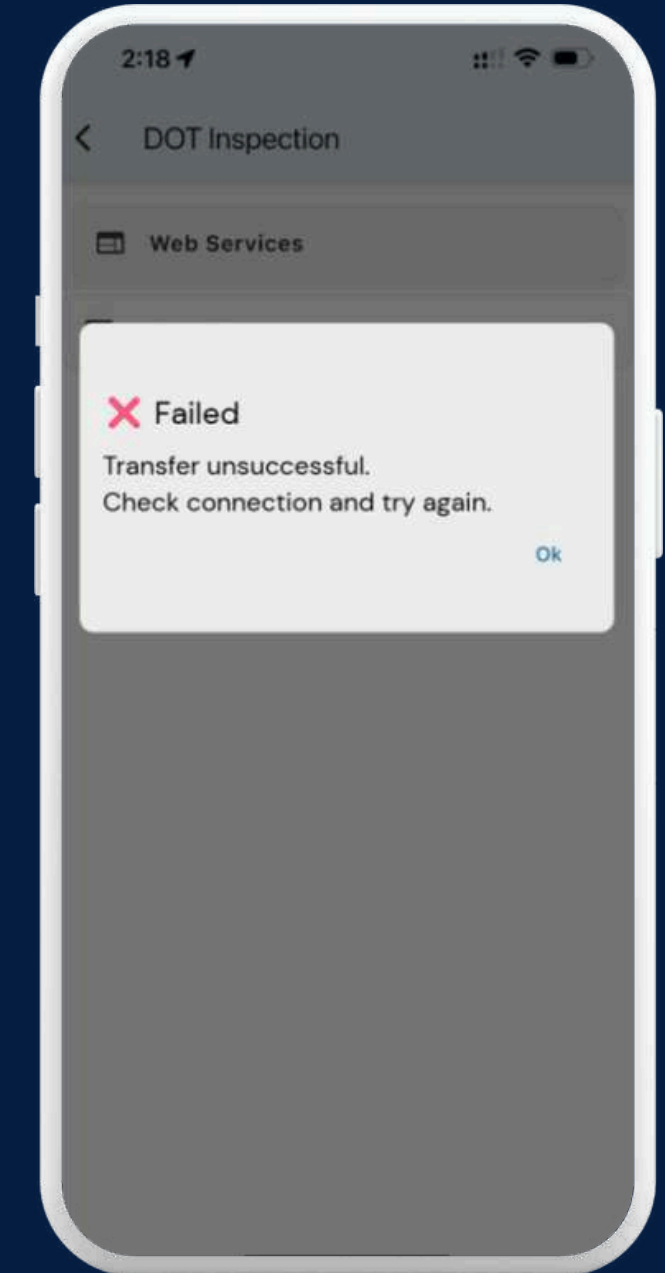 2:18
DOT Inspection
Web Services
Failed
Transfer unsuccessful.
Check connection and try again.
Ok